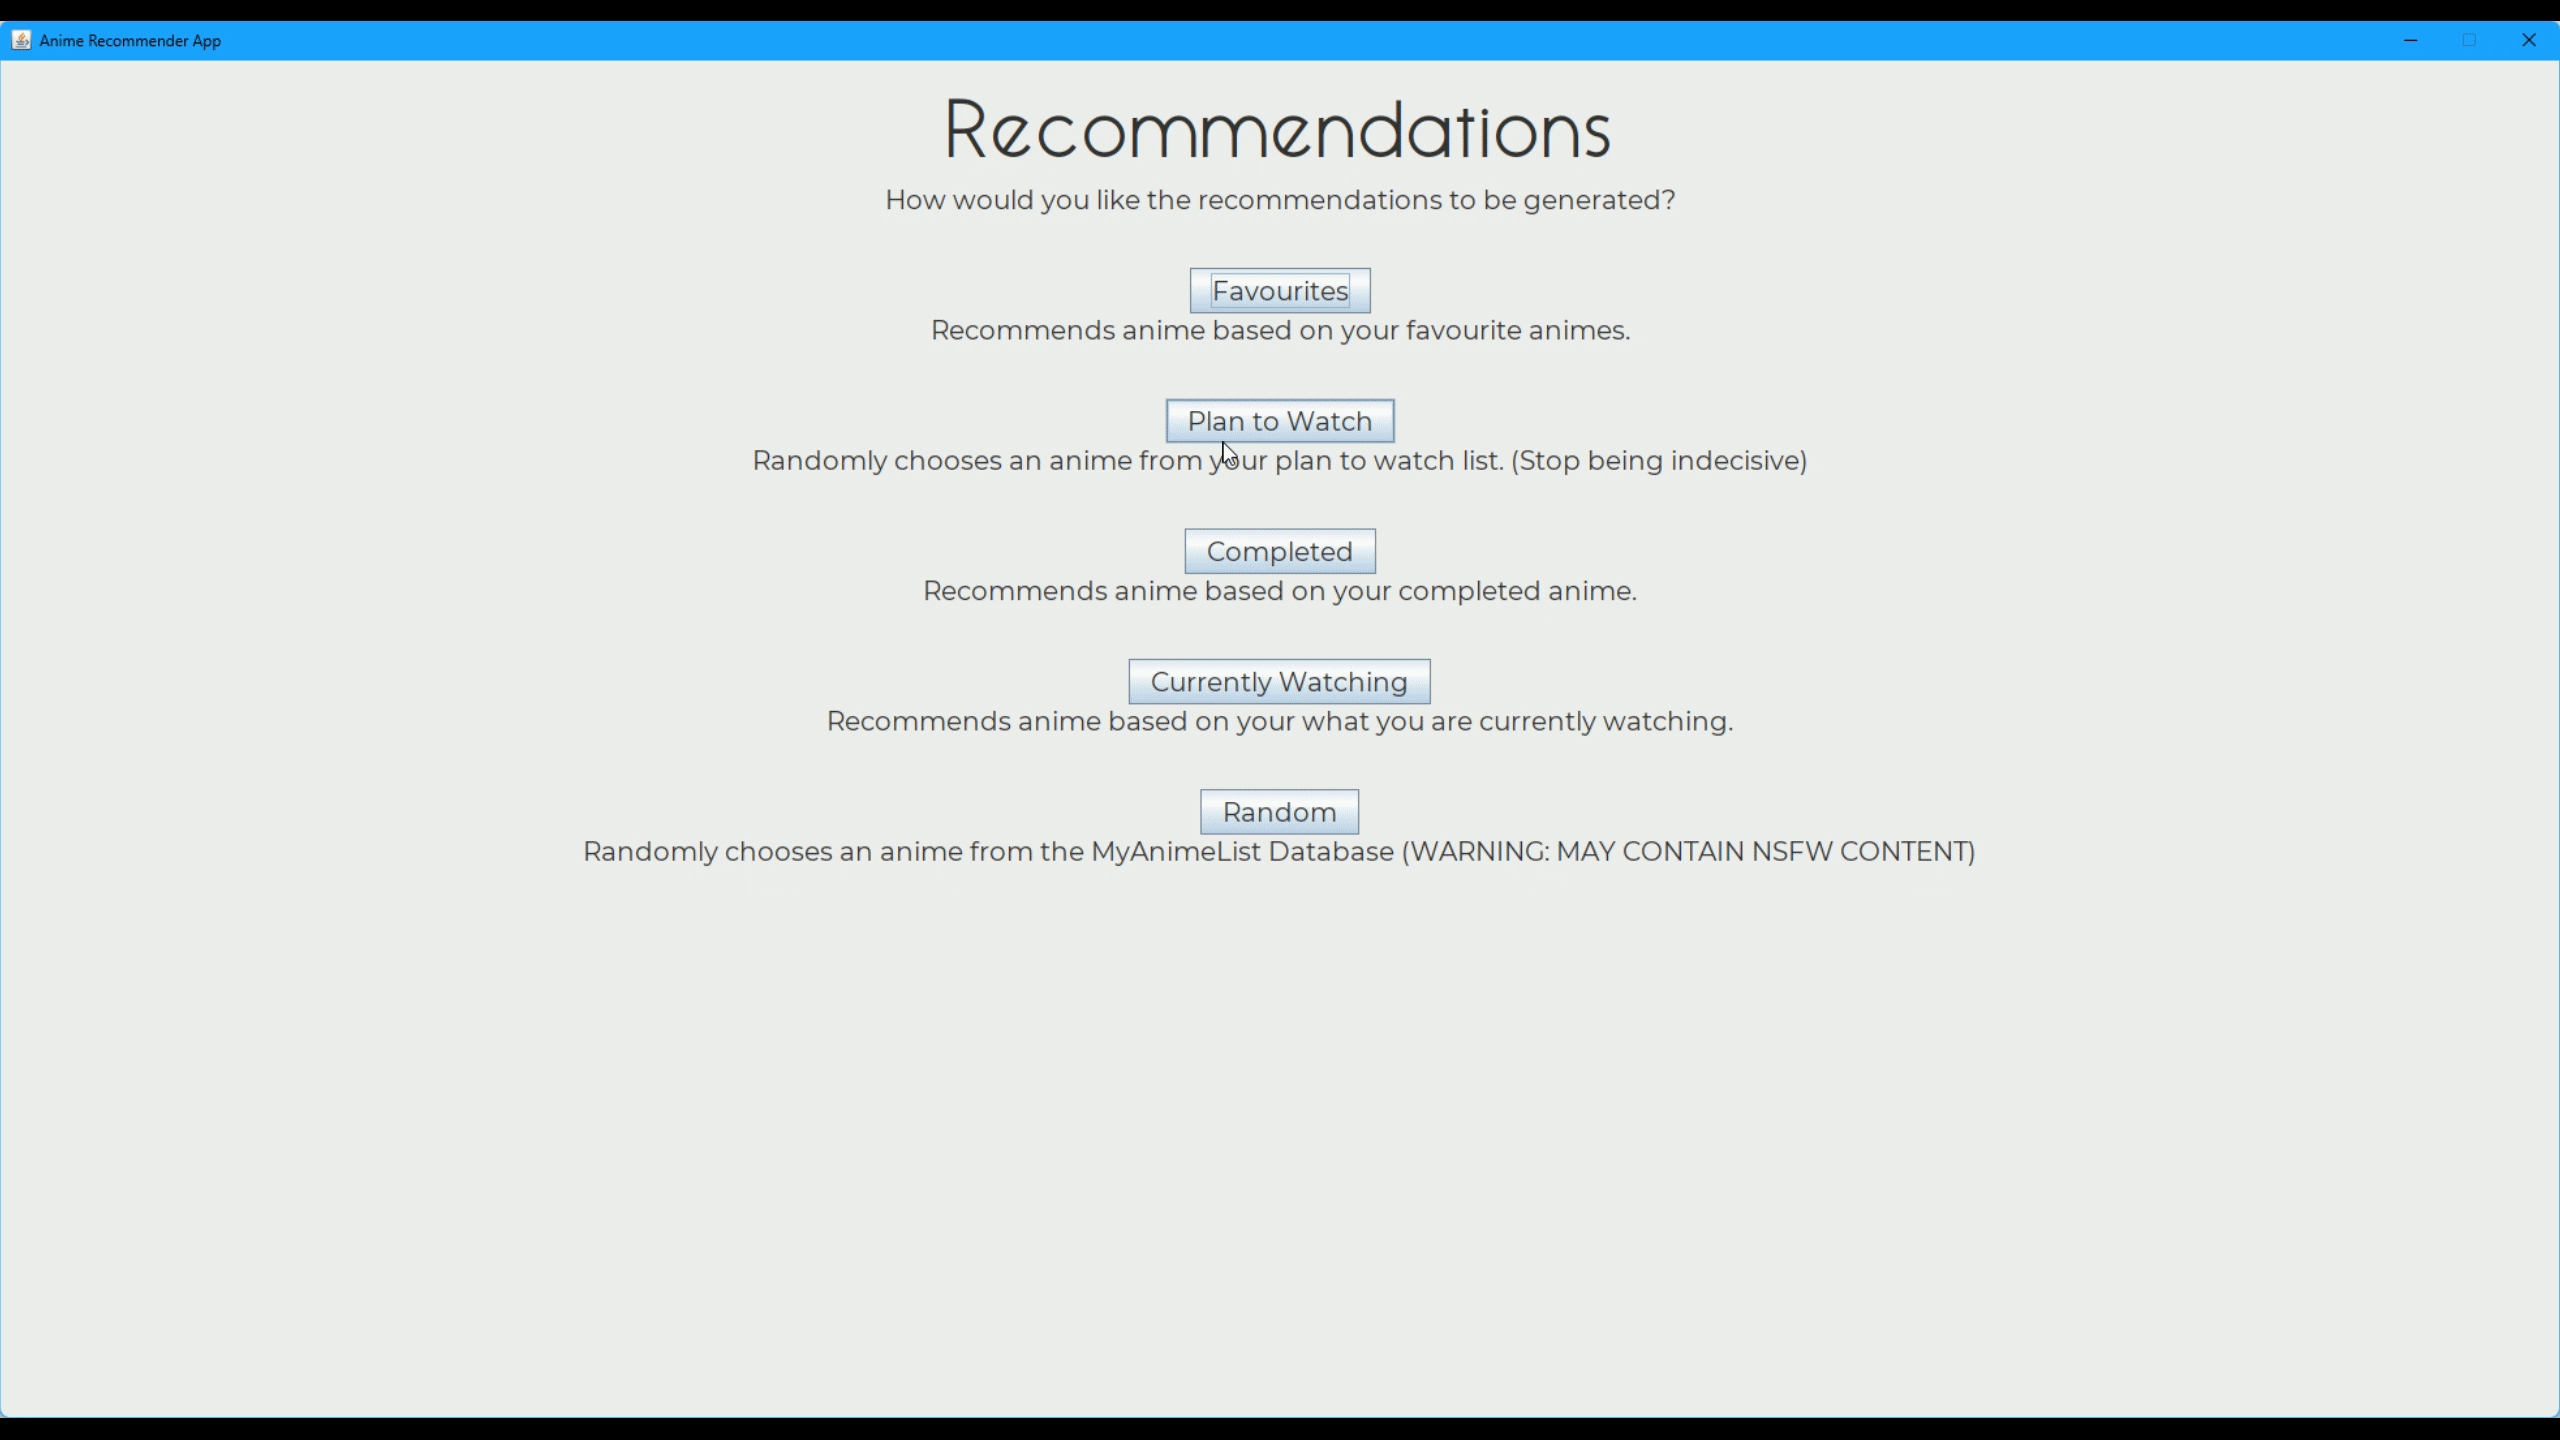 Anime Recommender App
Recommendations
How would you like the recommendations to be generated?
Favourites
Recommends anime based on your favourite animes.
Plan to Watch
Randomly chooses an anime from your plan to watch list. (Stop being indecisive)
Completed
Recommends anime based on your completed anime.
Currently Watching
Recommends anime based on your what you are currently watching.
Random
Randomly chooses an anime from the MyAnimeList Database (WARNING: MAY CONTAIN NSFW CONTENT)